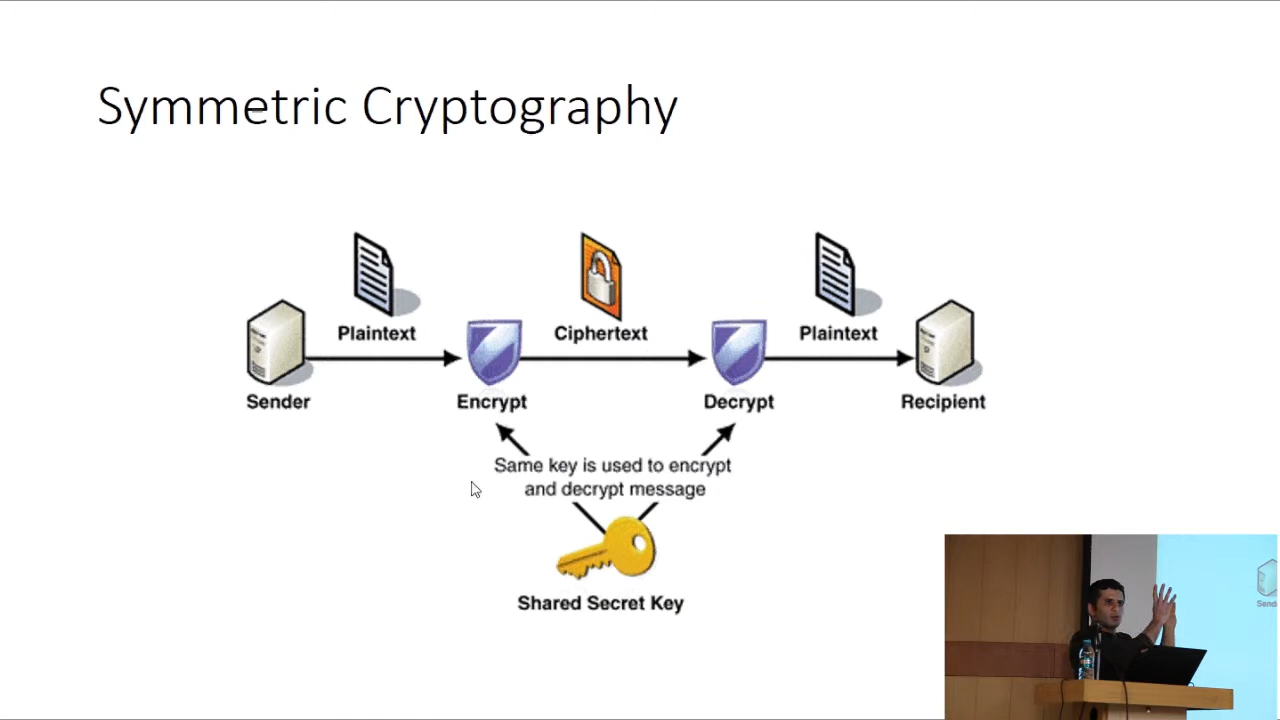 Symmetric Cryptography
Plaintext
Ciphertext
Plaintext
Sender
Encrypt
Decrypt
Recipient
Same key is used to encrypt
and decrypt message
Shared Secret Key